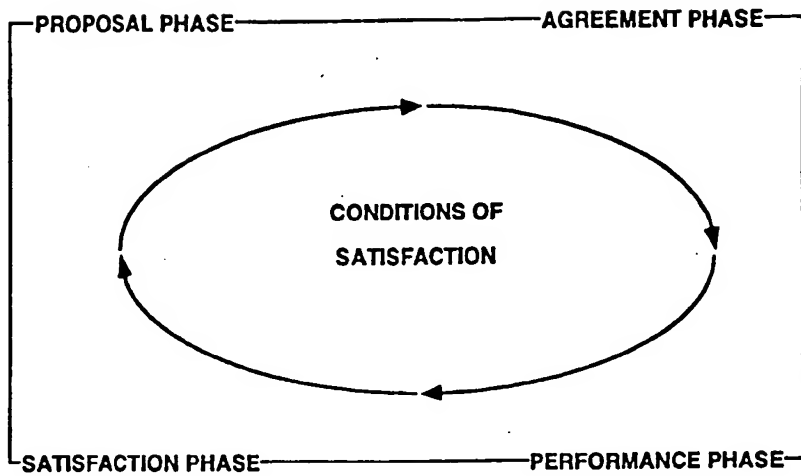 PROPOSAL PHASE
AGREEMENT PHASE
CONDITIONS OF
SATISFACTION
SATISFACTION PHASE
PERFORMANCE PHASE